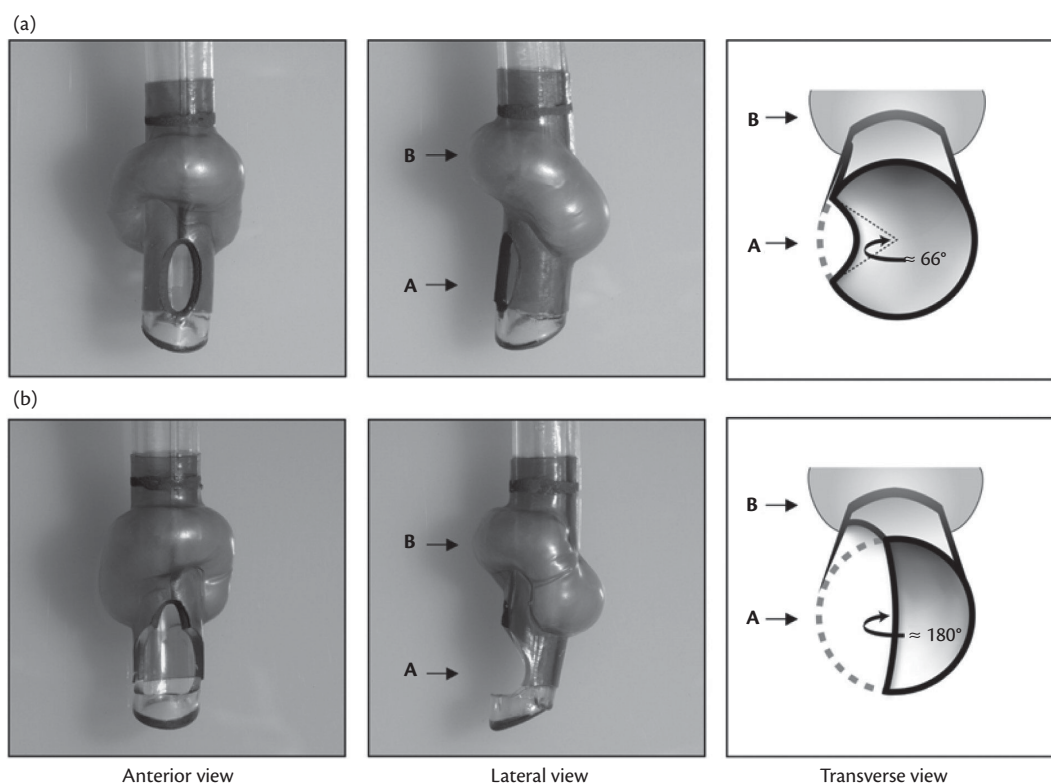 (a)
B
A
B
A
≈ 66°
(b)
B
A
B
A
≈ 180°
Anterior view
Lateral view
Transverse view